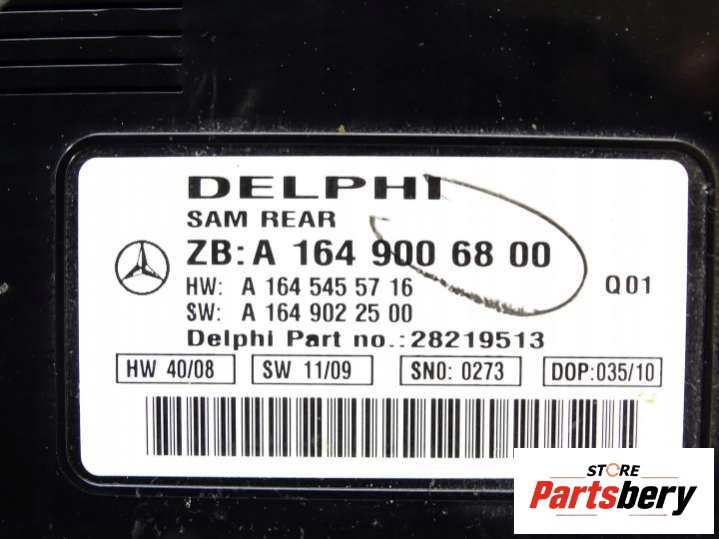 DELPHI
SAM REAR
ZB: A 164 900 68 00
HW: A 164 545 57 16
SW: A 164 902 25 00
Q01
Delphi Part no.:28219513
HW 40/08 SW 11/09 SNO: 0273 DOP:035/10
STORE
Partsbery